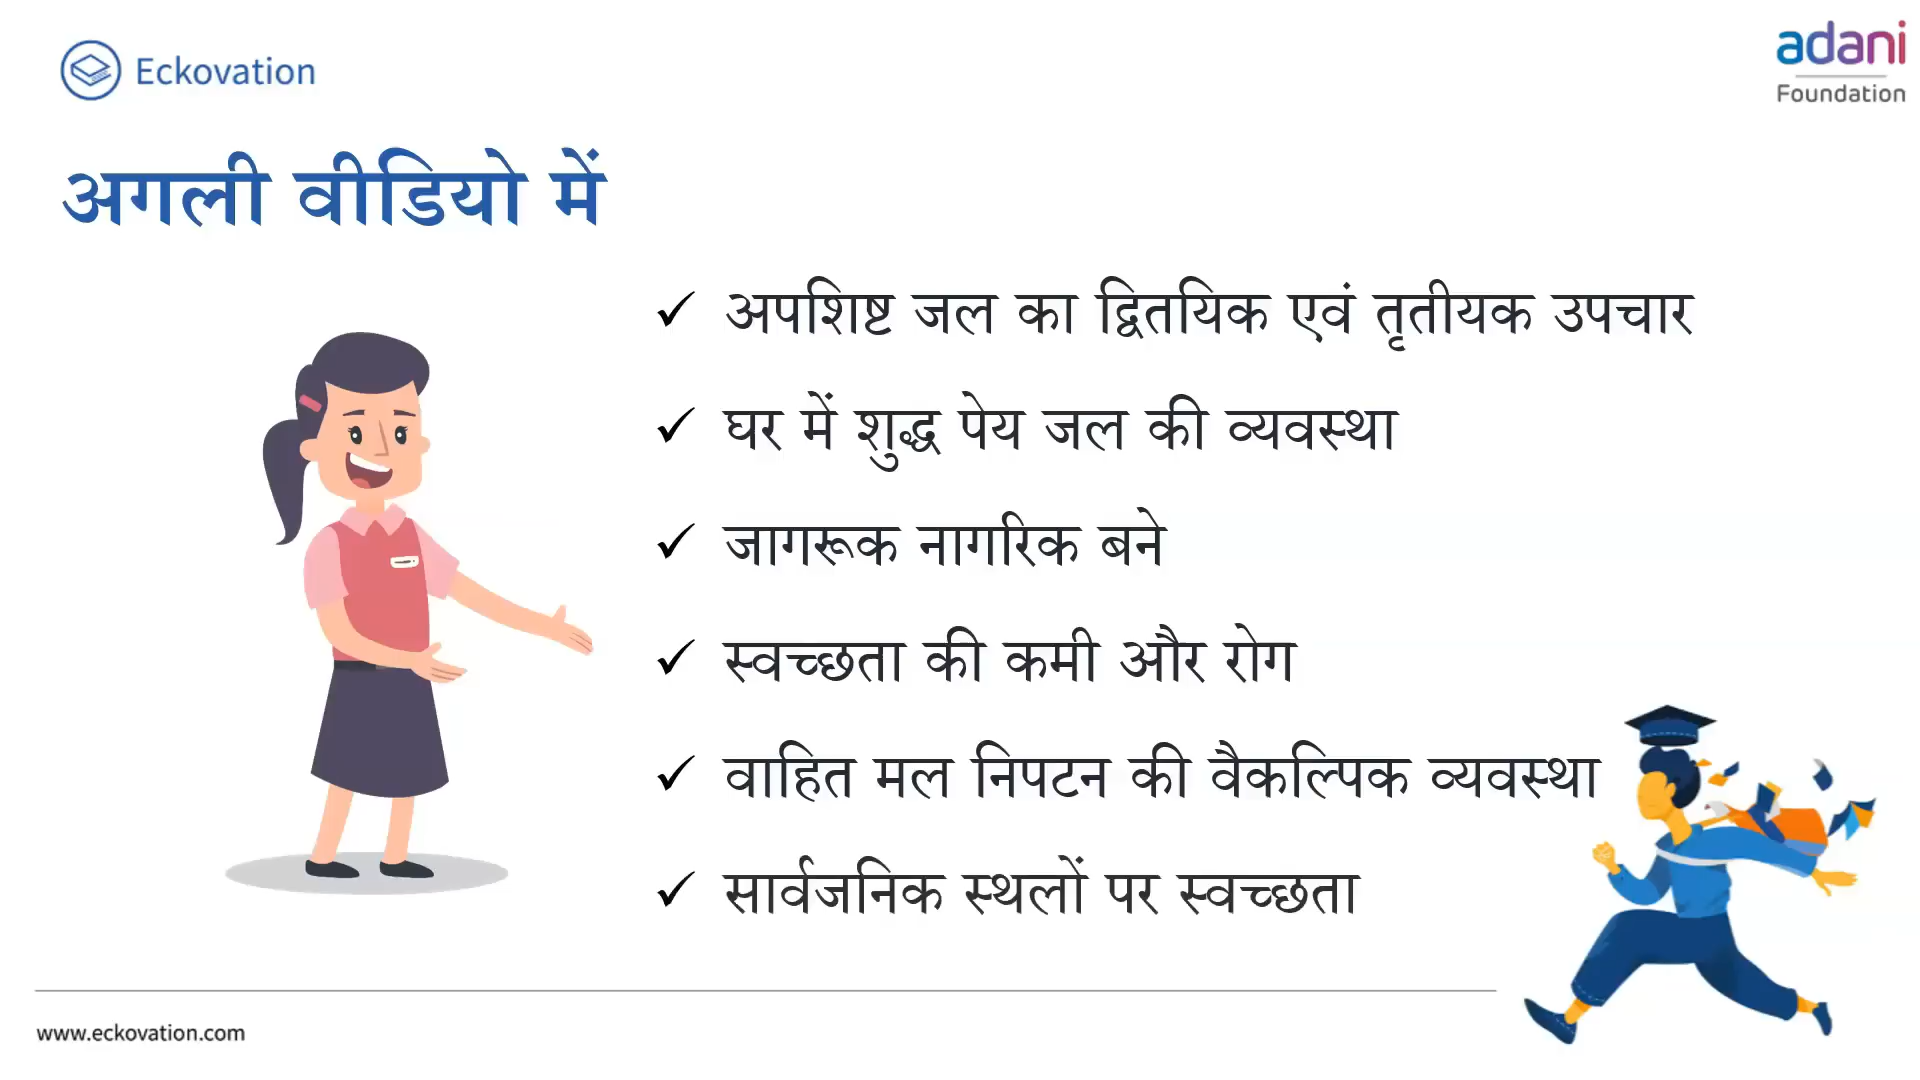 Eckovation
adani
Foundation
अगली वीडियो में
✓ अपशिष्ट जल का द्वितयिक एवं तृतीयक उपचार
✓ घर में शुद्ध पेय जल की व्यवस्था
✓ जागरूक नागरिक बने
✓ स्वच्छता की कमी और रोग
✓ वाहित मल निपटन की वैकल्पिक व्यवस्था
✓ सार्वजनिक स्थलों पर स्वच्छता
www.eckovation.com